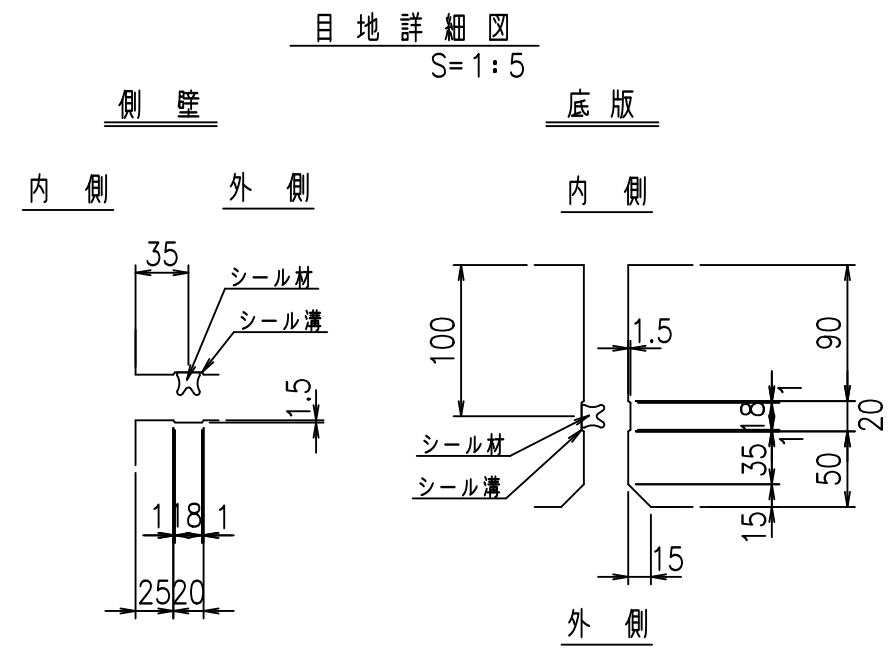 目地詳細図
S=1:5
側壁
底版
内側
外側
内側
35
シール材
シール溝
1.5
1 18 1
25 20
100
1.5
90
1
18
20
1
35
50
15
15
シール材
シール溝
外側